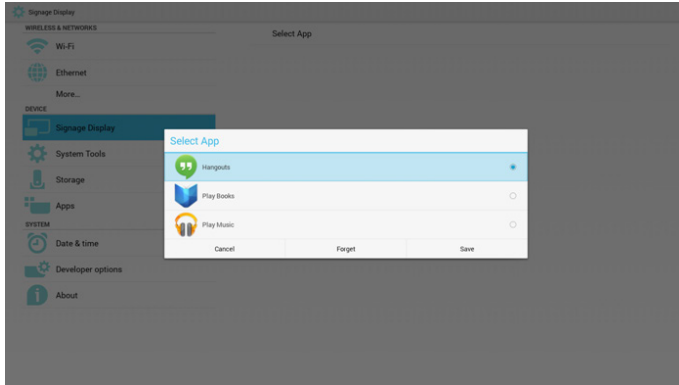 Signage Display
WIRELESS & NETWORKS
Wi-Fi
Ethernet
More...
DEVICE
Signage Display
System Tools
Storage
Apps
SYSTEM
Date & time
Developer options
About
Select App
Select App
Hangouts
Play Books
Play Music
Cancel Forget Save